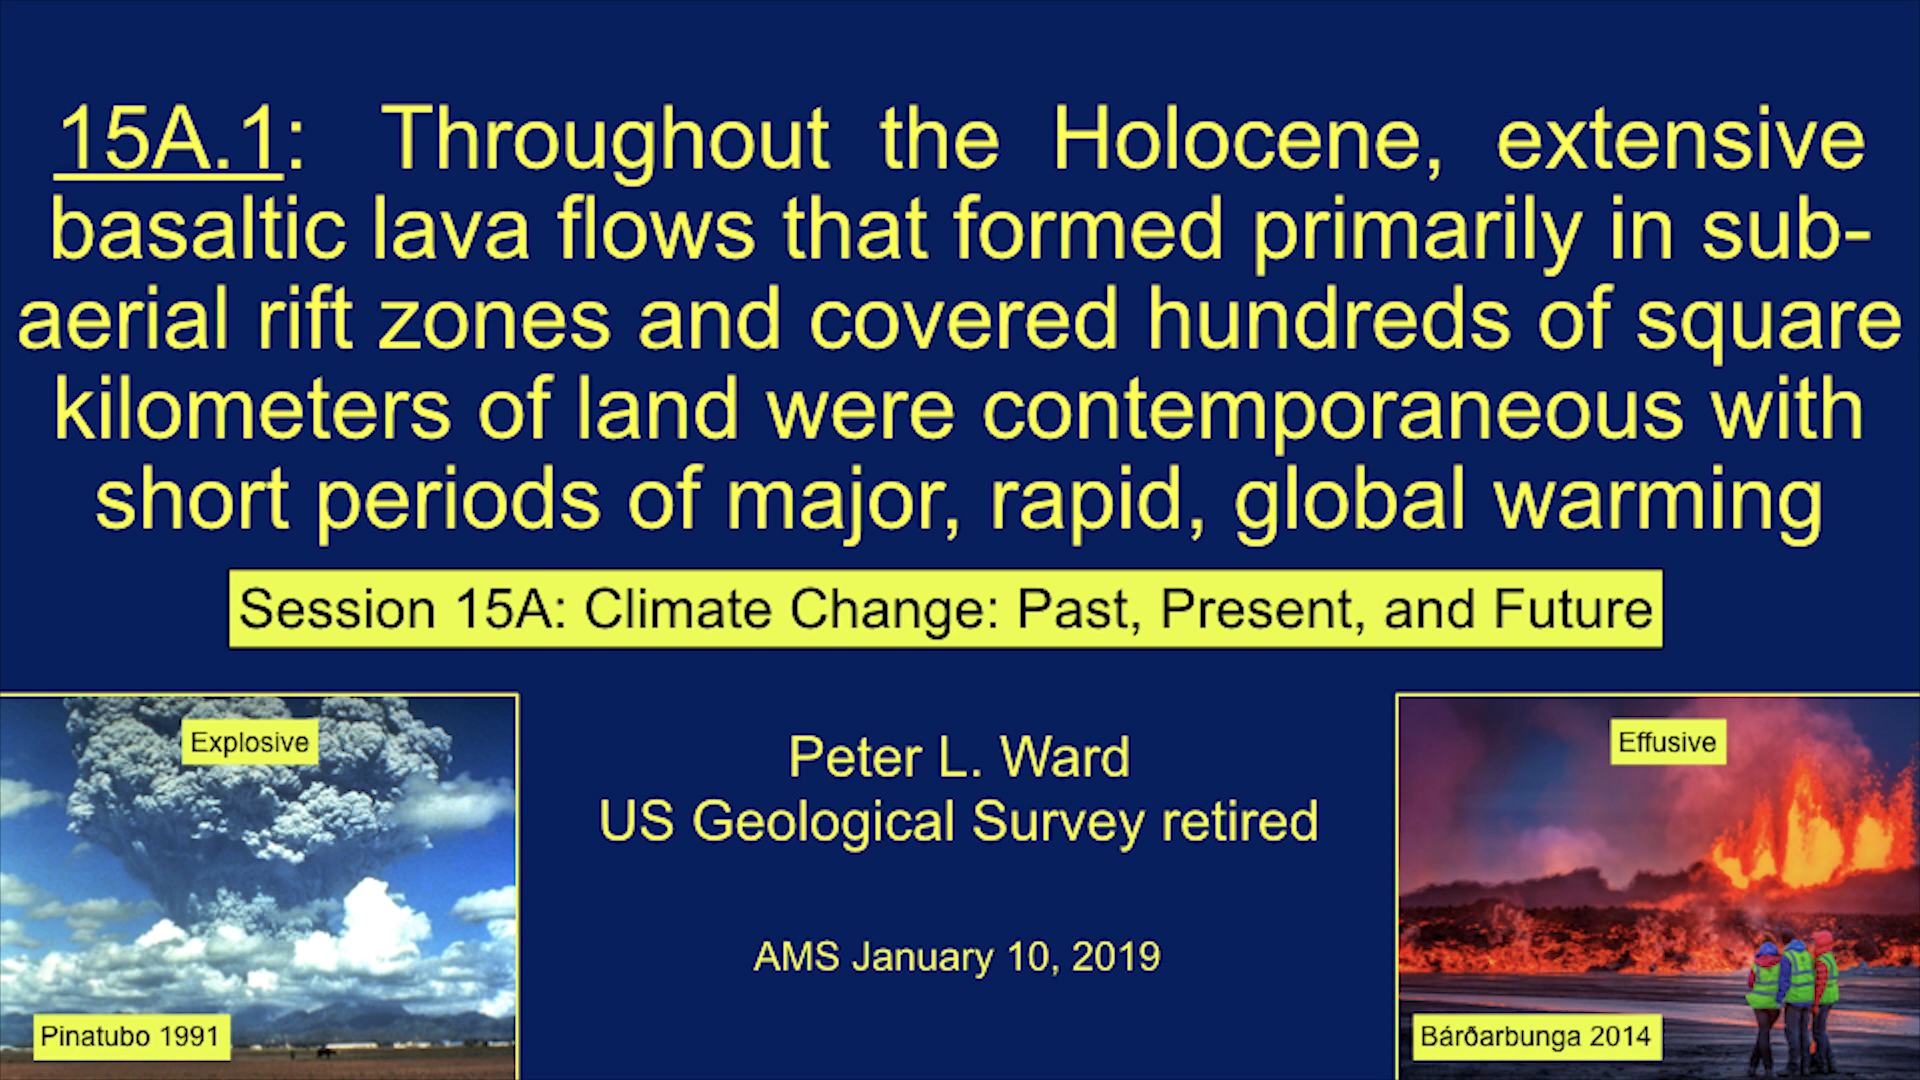 15A.1: Throughout the Holocene, extensive
basaltic lava flows that formed primarily in sub-
aerial rift zones and covered hundreds of square
kilometers of land were contemporaneous with
short periods of major, rapid, global warming
Session 15A: Climate Change: Past, Present, and Future
Explosive
Pinatubo 1991
Peter L. Ward
US Geological Survey retired
AMS January 10, 2019
Effusive
Bárðarbunga 2014